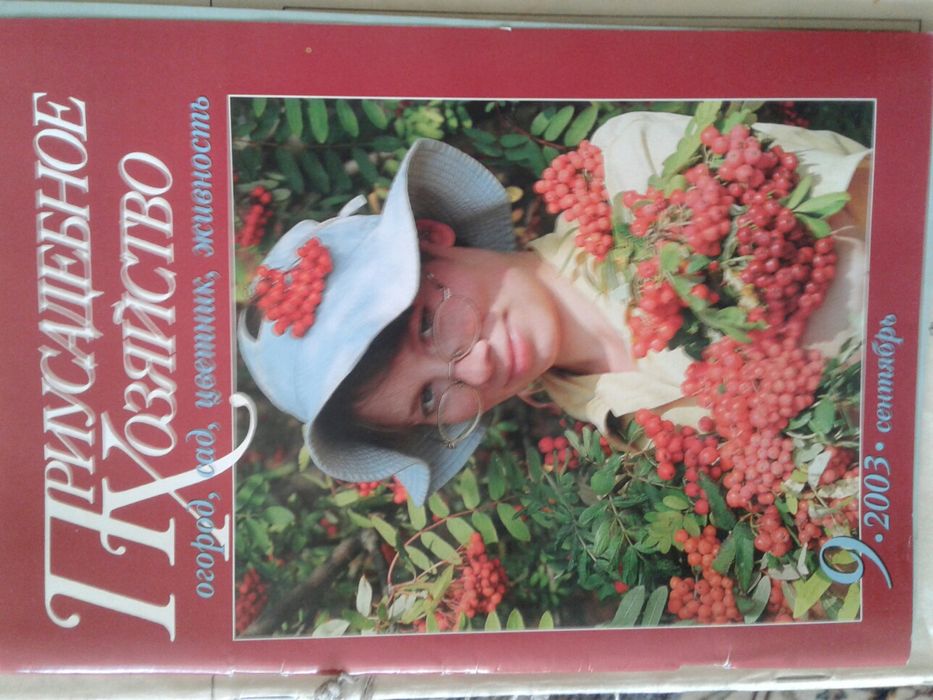 ПРИУСАДЕБНОЕ
ХОЗЯЙСТВО
огород, сад, цветник, живность
9•2003•сентябрь